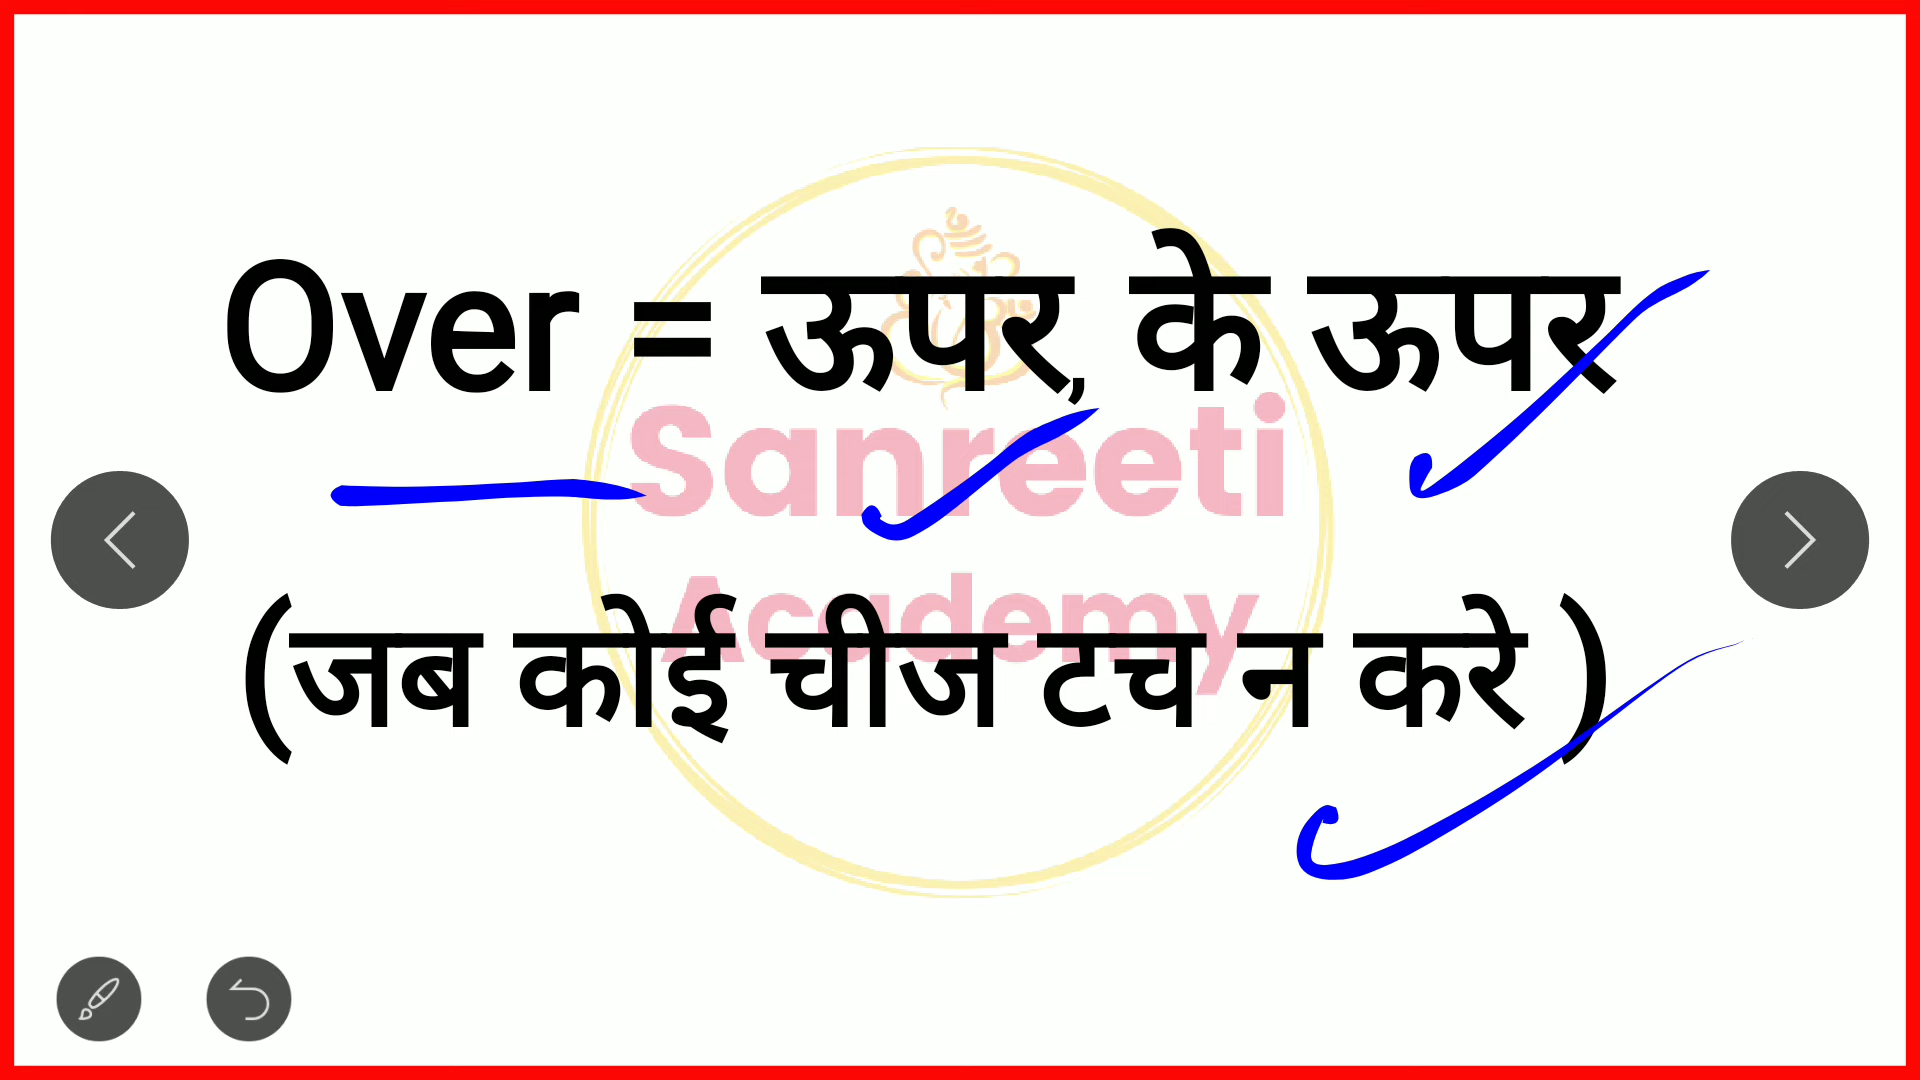 Over = ऊपर, के ऊपर
Sanreeti
Academy
(जब कोई चीज टच न करे )